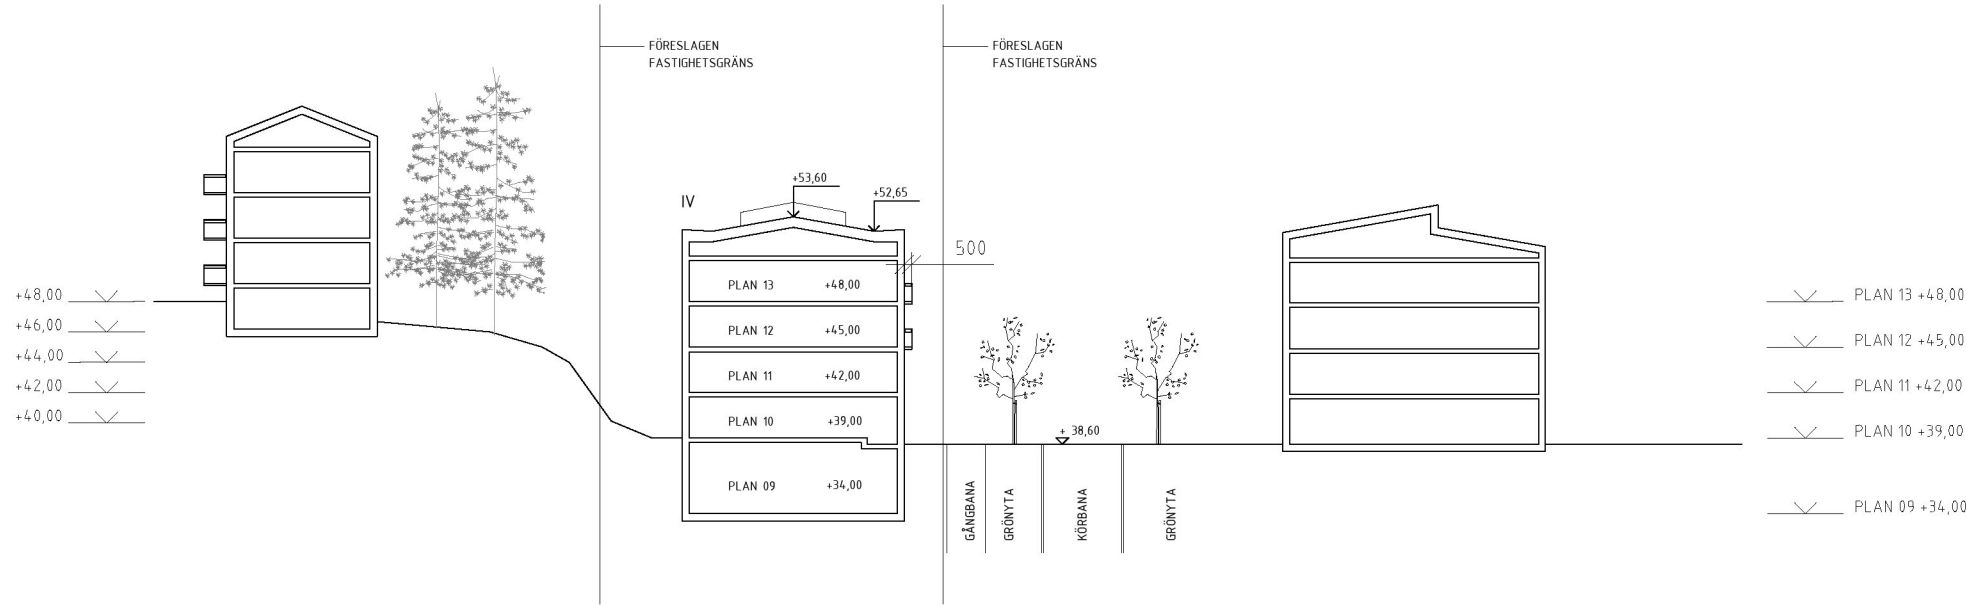 FÖRESLAGEN
FASTIGHETSGRÄNS
FÖRESLAGEN
FASTIGHETSGRÄNS
+53,60
+52,65
IV
500
PLAN 13 +48,00
PLAN 12 +45,00
PLAN 11 +42,00
PLAN 10 +39,00
PLAN 09 +34,00
+48,00
+46,00
+44,00
+42,00
+40,00
+ 38,60
GÅNGBANA
GRÖNYTA
KÖRBANA
GRÖNYTA
PLAN 13 +48,00
PLAN 12 +45,00
PLAN 11 +42,00
PLAN 10 +39,00
PLAN 09 +34,00